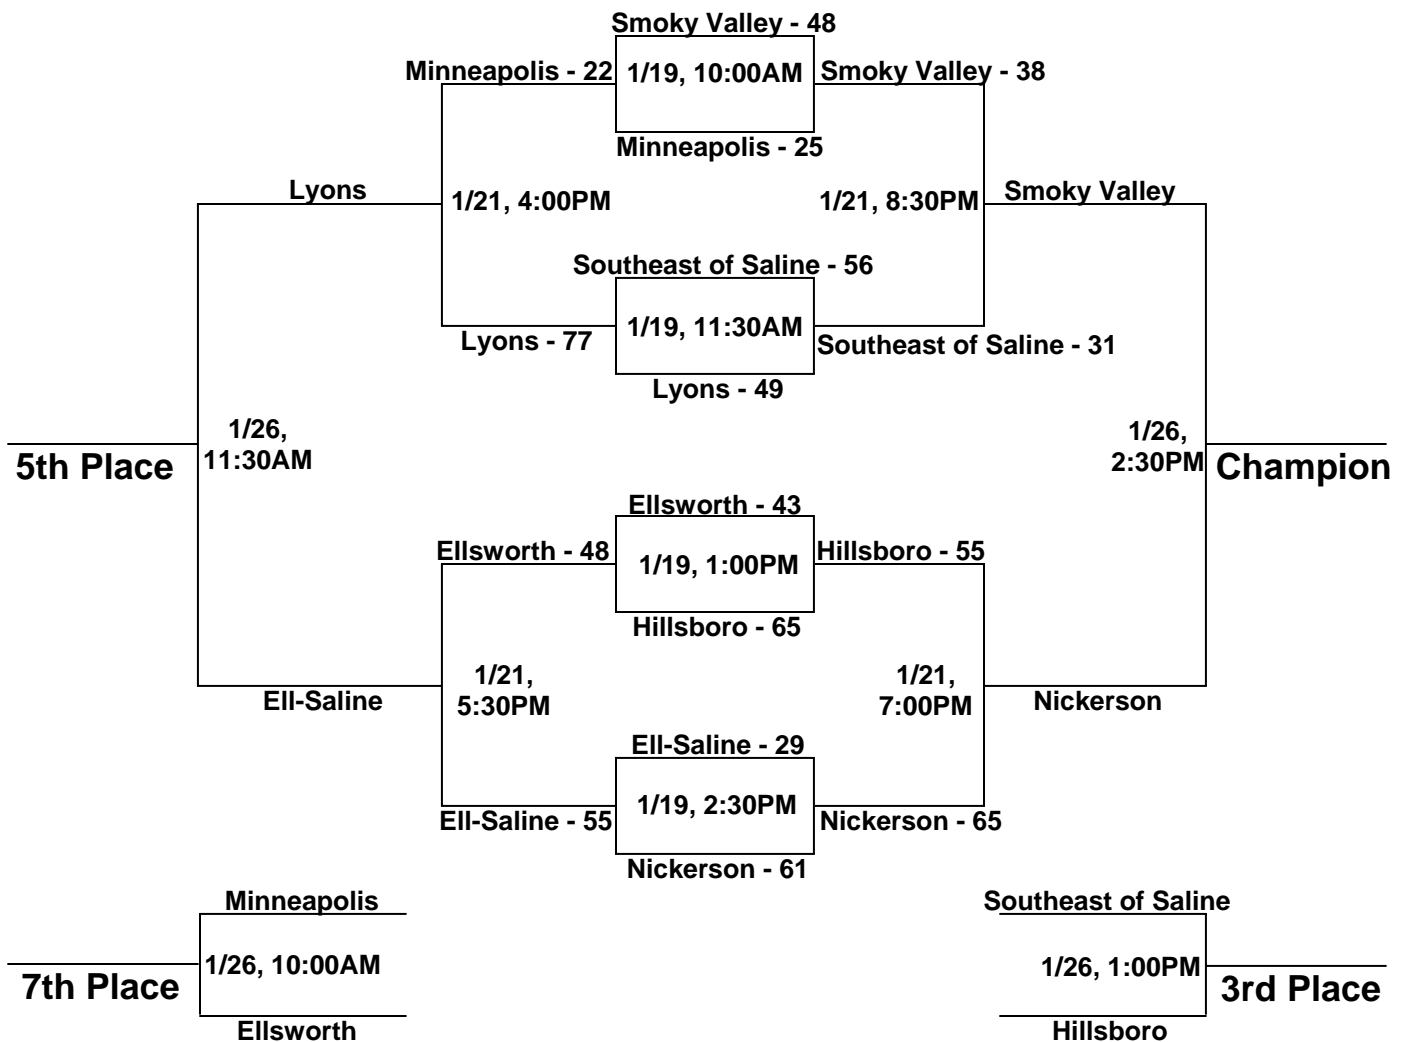 Smoky Valley - 48
Minneapolis - 22
1/19, 10:00AM
Smoky Valley - 38
Minneapolis - 25
Lyons
1/21, 4:00PM
1/21, 8:30PM
Smoky Valley
Southeast of Saline - 56
Lyons - 77
1/19, 11:30AM
Southeast of Saline - 31
Lyons - 49
1/26,
11:30AM
5th Place
1/26,
2:30PM
Champion
Ellsworth - 43
Ellsworth - 48
1/19, 1:00PM
Hillsboro - 55
Hillsboro - 65
Ell-Saline
1/21,
5:30PM
1/21,
7:00PM
Nickerson
Ell-Saline - 29
Ell-Saline - 55
1/19, 2:30PM
Nickerson - 65
Nickerson - 61
Minneapolis
1/26, 10:00AM
7th Place
Ellsworth
Southeast of Saline
1/26, 1:00PM
3rd Place
Hillsboro